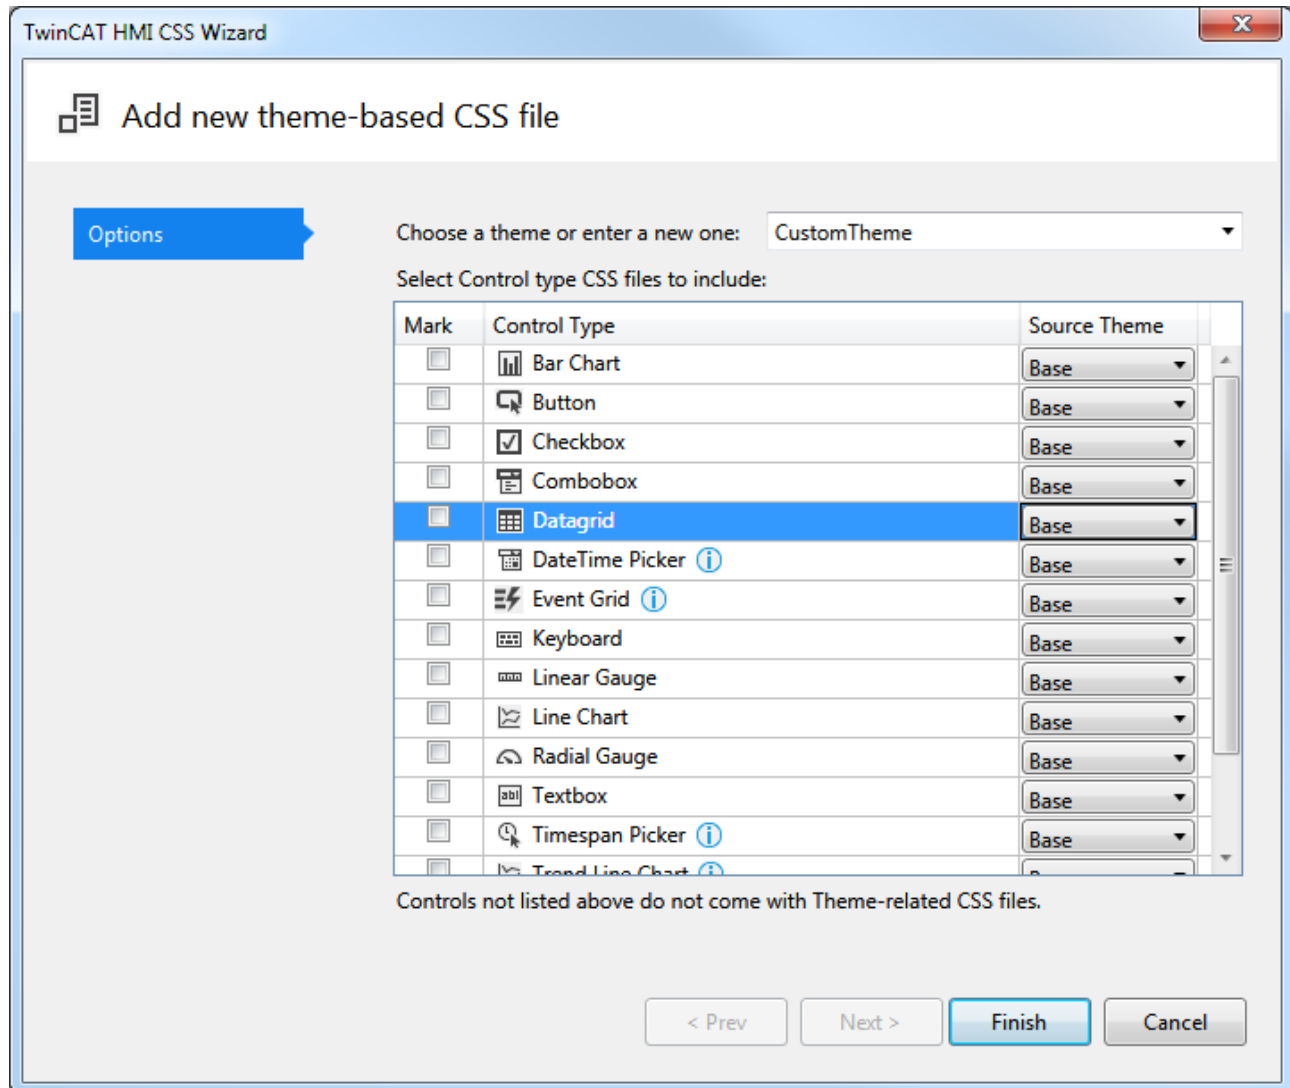 TwinCAT HMI CSS Wizard
Add new theme-based CSS file
Options
Choose a theme or enter a new one: CustomTheme
Select Control type CSS files to include:
Mark Control Type Source Theme
Bar Chart Base
Button Base
Checkbox Base
Combobox Base
Datagrid Base
DateTime Picker Base
Event Grid Base
Keyboard Base
Linear Gauge Base
Line Chart Base
Radial Gauge Base
Textbox Base
Timespan Picker Base
Trend Line Chart
Controls not listed above do not come with Theme-related CSS files.
< Prev Next > Finish Cancel